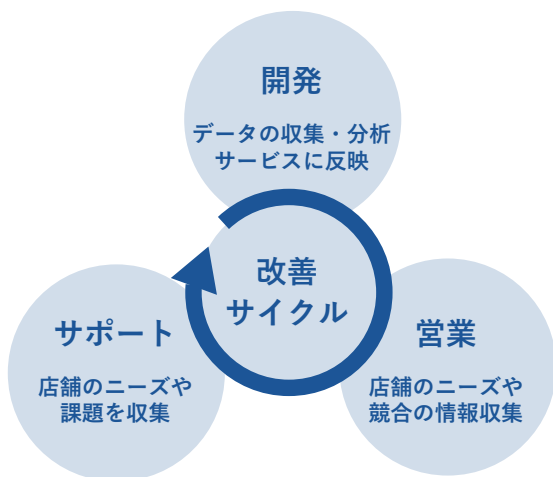 開発
データの収集・分析
サービスに反映
改善
サイクル
サポート
店舗のニーズや
課題を収集
営業
店舗のニーズや
競合の情報収集